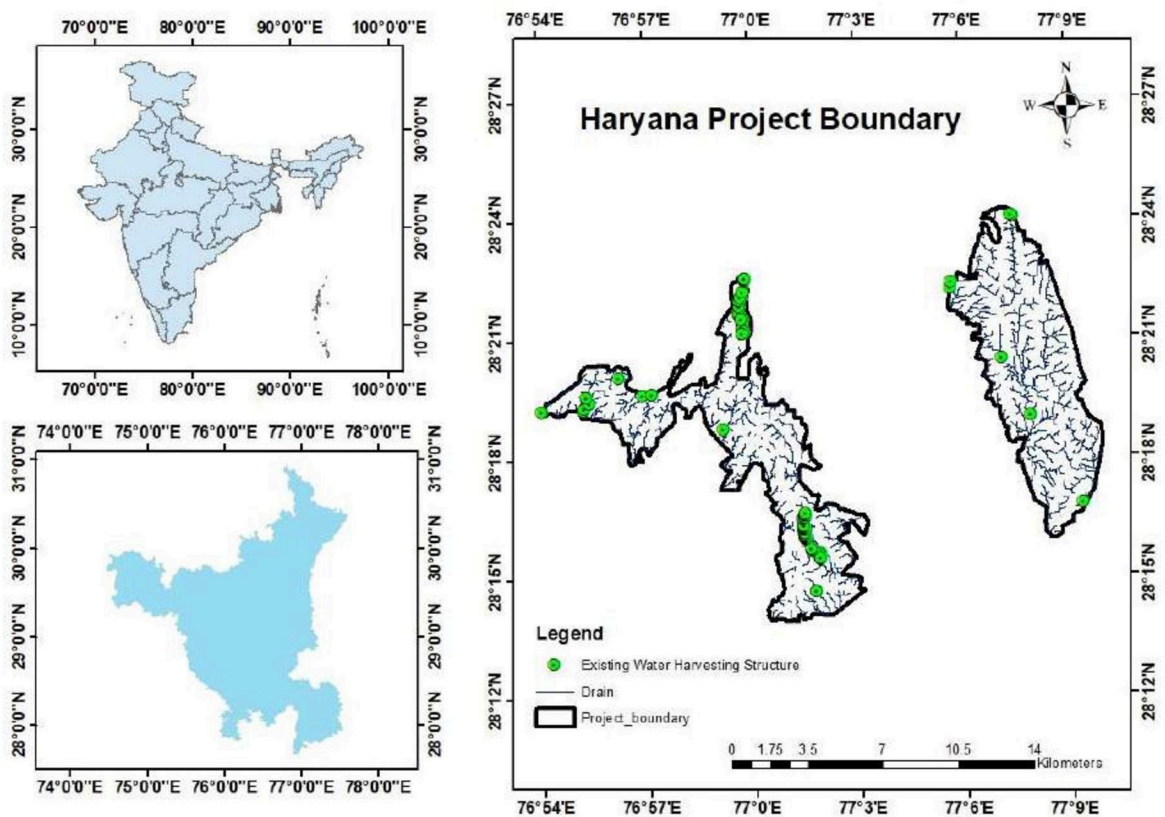 70°0'0"E 80°0'0"E 90°0'0"E 100°0'0"E
30°0'0"N
20°0'0"N
10°0'0"N
30°0'0"N
20°0'0"N
10°0'0"N
70°0'0"E 80°0'0"E 90°0'0"E 100°0'0"E
74°0'0"E 75°0'0"E 76°0'0"E 77°0'0"E 78°0'0"E
31°0'0"N
30°0'0"N
29°0'0"N
28°0'0"N
31°0'0"N
30°0'0"N
29°0'0"N
28°0'0"N
74°0'0"E 75°0'0"E 76°0'0"E 77°0'0"E 78°0'0"E
76°54'E 76°57'E 77°0'E 77°3'E 77°6'E 77°9'E
28°27'N
28°24'N
28°21'N
28°18'N
28°15'N
28°12'N
Haryana Project Boundary
N
W E
S
28°27'N
28°24'N
28°21'N
28°18'N
28°15'N
28°12'N
Legend
Existing Water Harvesting Structure
Drain
Project_boundary
0 1.75 3.5 7 10.5 14
Kilometers
76°54'E 76°57'E 77°0'E 77°3'E 77°6'E 77°9'E